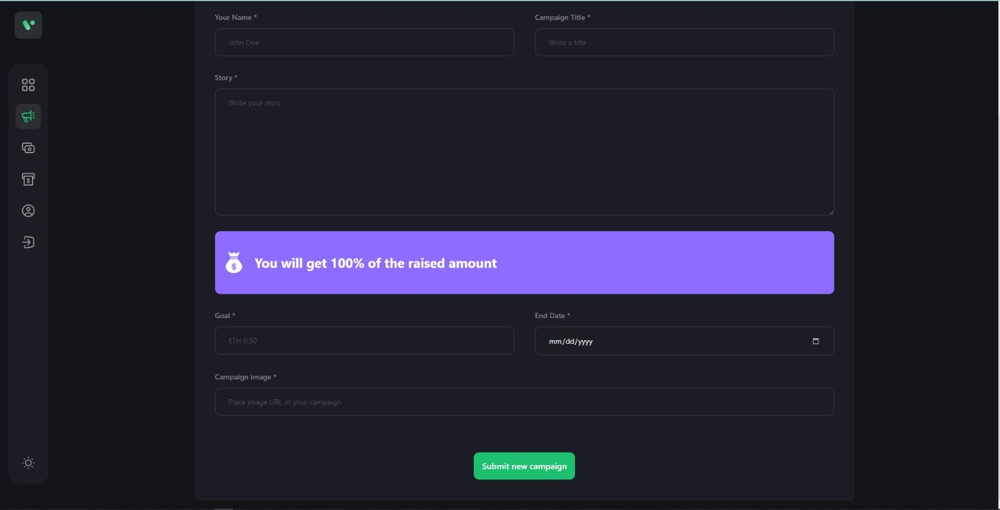 Your Name *
Campaign Title *
John Doe
Write a title
Story *
Write your story
$
You will get 100% of the raised amount
Goal *
End Date *
ETH 0.50
mm/dd/yyyy
Campaign image *
Place image URL of your campaign
Submit new campaign